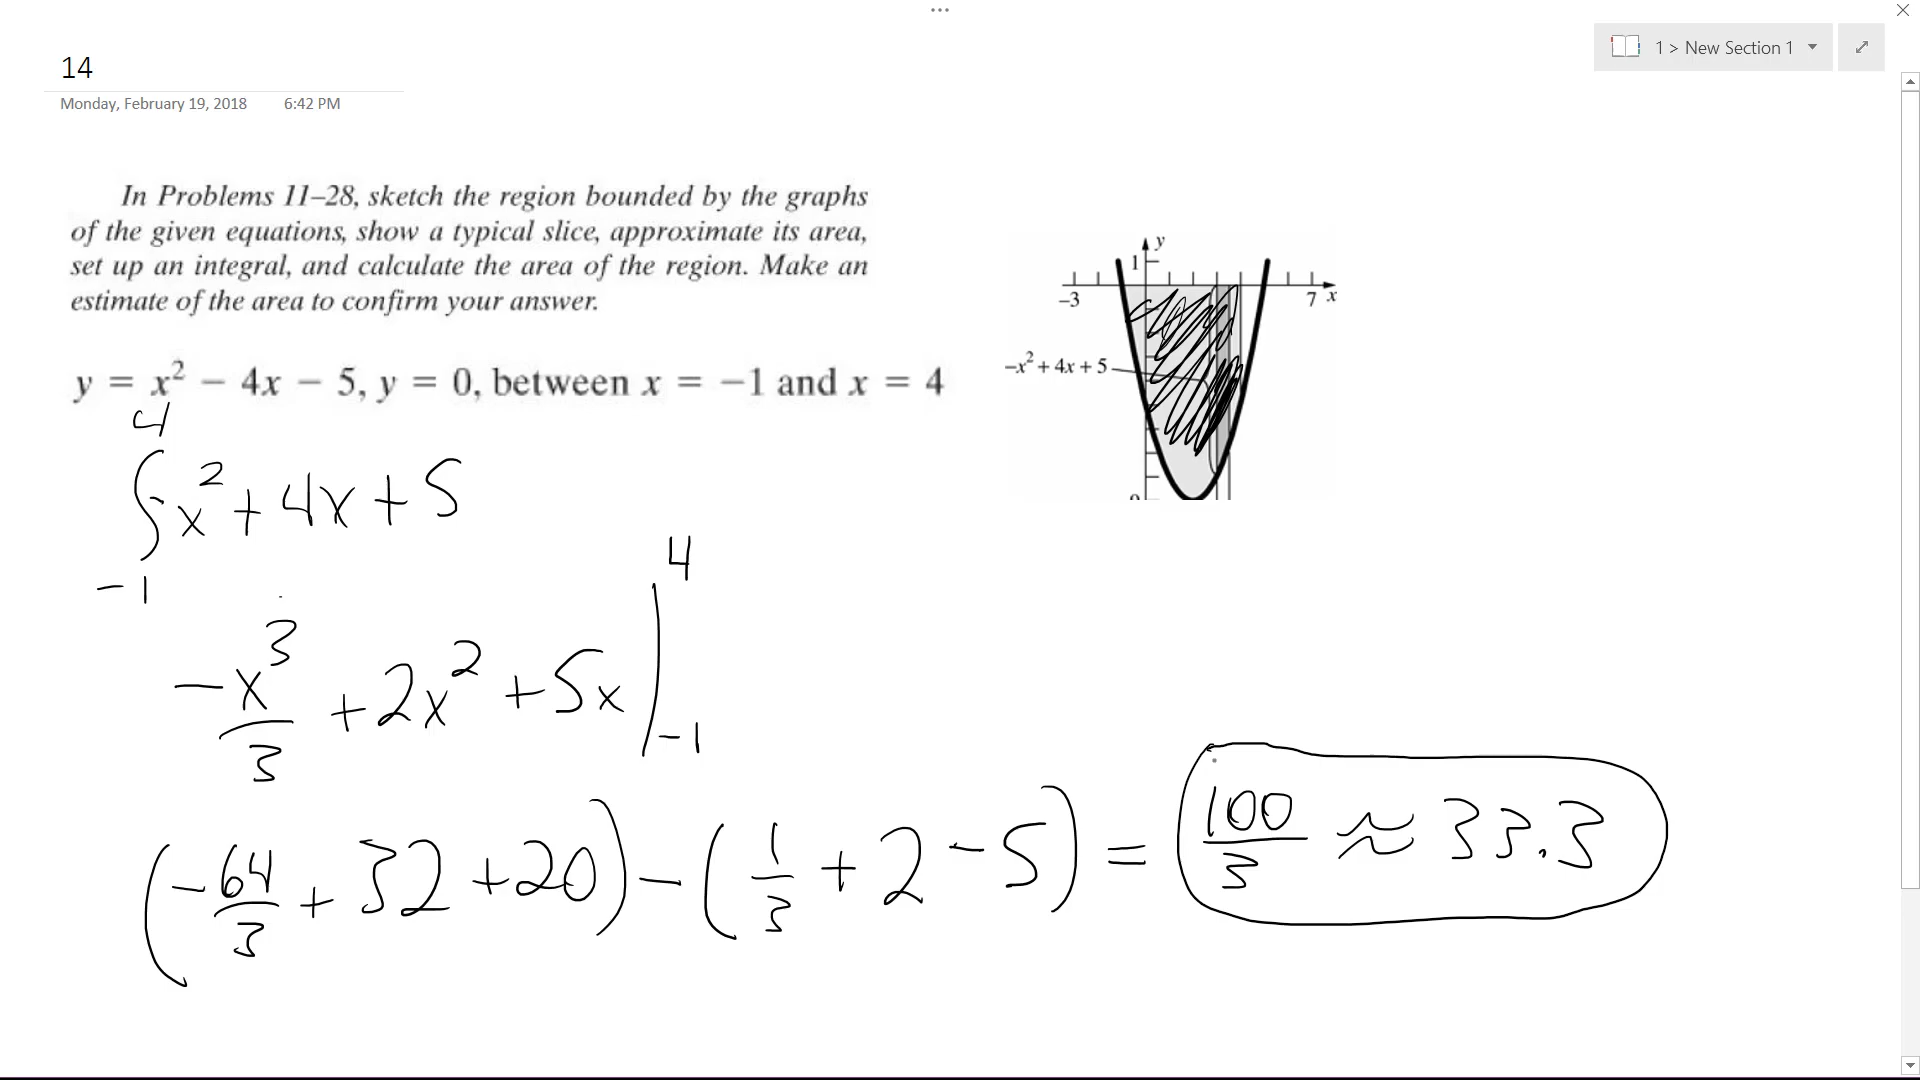 1 > New Section 1
14
Monday, February 19, 2018 6:42 PM
In Problems 11–28, sketch the region bounded by the graphs
of the given equations, show a typical slice, approximate its area,
set up an integral, and calculate the area of the region. Make an
estimate of the area to confirm your answer.
y = x² − 4x − 5, y = 0, between x = −1 and x = 4
y
1
−3
7 x
−x² + 4x + 5
4
∫ -x² + 4x + 5
-1
4
-x³/3 + 2x² + 5x |
-1
(-64/3 + 32 + 20) - (1/3 + 2 - 5) = 100/3 ≈ 33.3